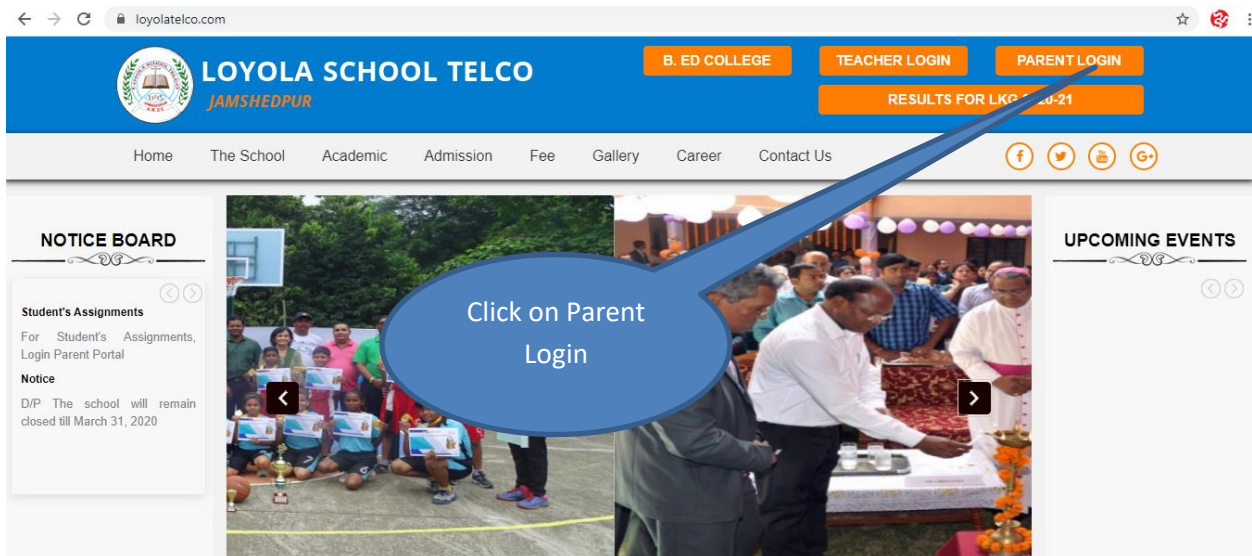 loyolatelco.com
LOYOLA SCHOOL TELCO
JAMSHEDPUR
B. ED COLLEGE
TEACHER LOGIN
PARENT LOGIN
RESULTS FOR LKG 2020-21
Home The School Academic Admission Fee Gallery Career Contact Us
NOTICE BOARD
Student's Assignments
For Student's Assignments,
Login Parent Portal
Notice
D/P The school will remain
closed till March 31, 2020
Click on Parent
Login
UPCOMING EVENTS